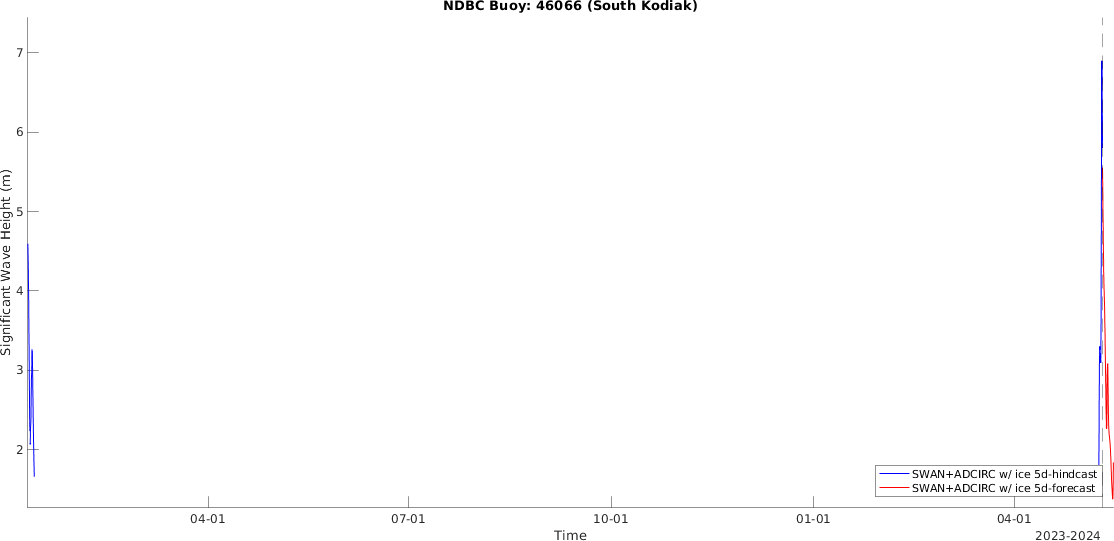 NDBC Buoy: 46066 (South Kodiak)
Significant Wave Height (m)
7
6
5
4
3
2
SWAN+ADCIRC w/ ice 5d-hindcast
SWAN+ADCIRC w/ ice 5d-forecast
04-01 07-01 10-01 01-01 04-01
Time
2023-2024